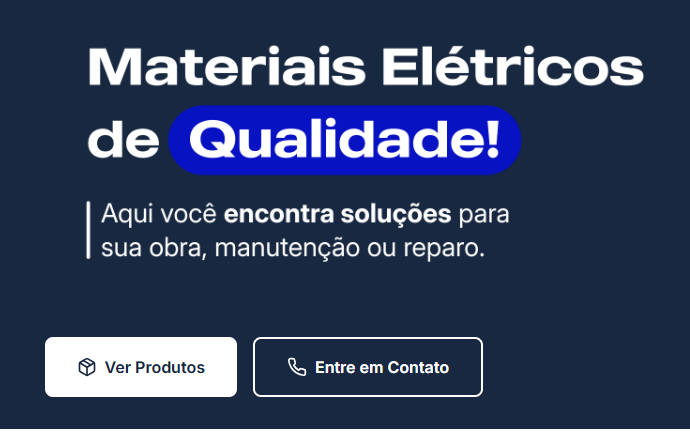 Materiais Elétricos
de Qualidade!
Aqui você encontra soluções para
sua obra, manutenção ou reparo.
Ver Produtos
Entre em Contato